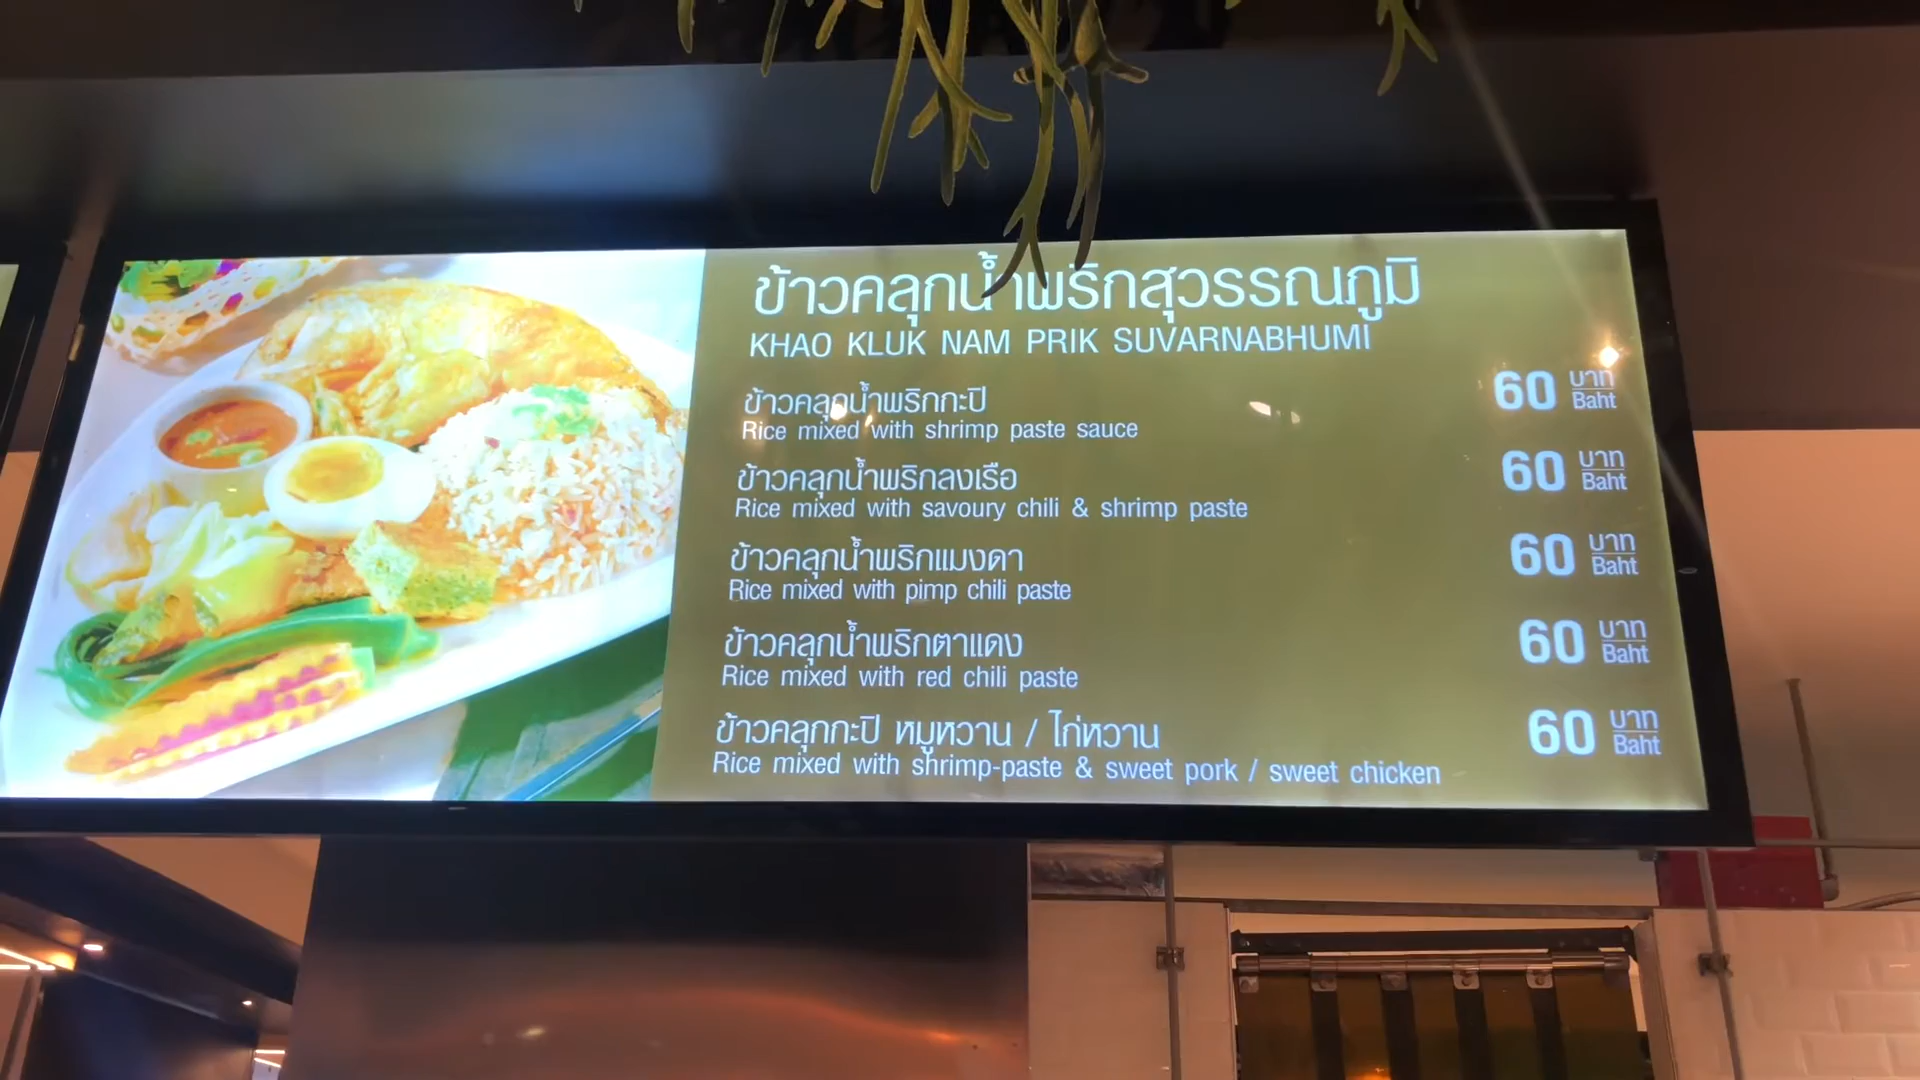 ข้าวคลุกน้ำพริกสุวรรณภูมิ
KHAO KLUK NAM PRIK SUVARNABHUMI
ข้าวคลุกน้ำพริกกะปิ 60 บาท
Rice mixed with shrimp paste sauce Baht
ข้าวคลุกน้ำพริกลงเรือ 60 บาท
Rice mixed with savoury chili & shrimp paste Baht
ข้าวคลุกน้ำพริกแมงดา 60 บาท
Rice mixed with pimp chili paste Baht
ข้าวคลุกน้ำพริกตาแดง 60 บาท
Rice mixed with red chili paste Baht
ข้าวคลุกกะปิ หมูหวาน / ไก่หวาน 60 บาท
Rice mixed with shrimp-paste & sweet pork / sweet chicken Baht